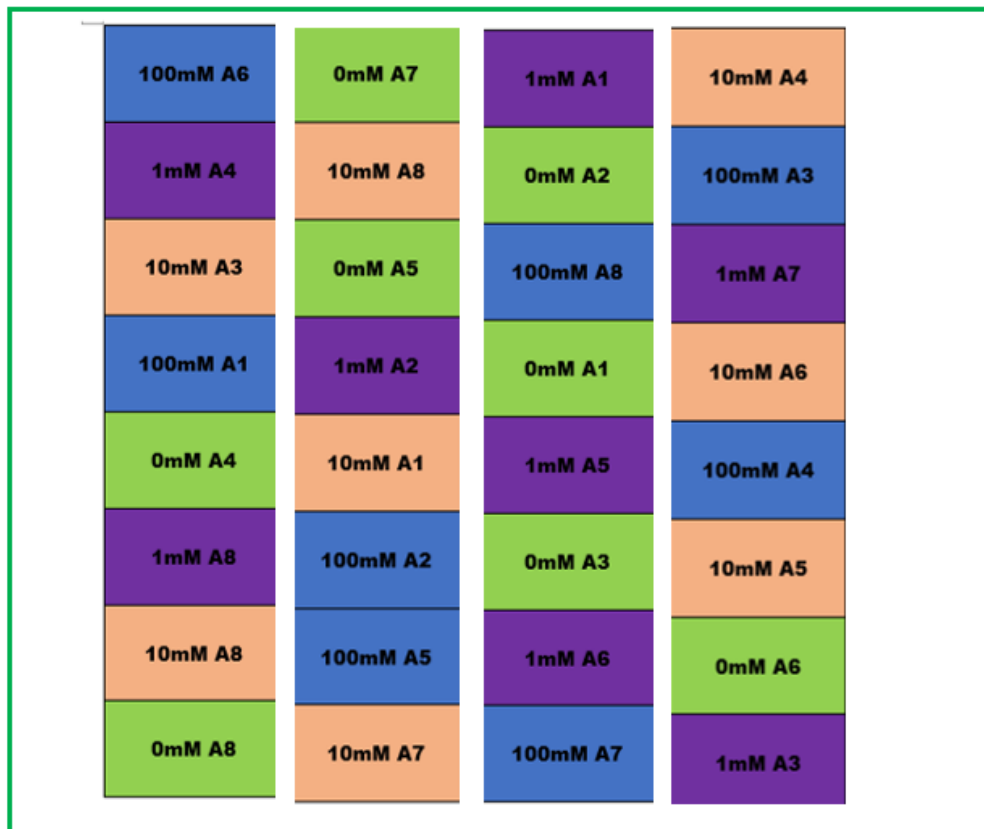 100mM A6
1mM A4
10mM A3
100mM A1
0mM A4
1mM A8
10mM A8
0mM A8
0mM A7
10mM A8
0mM A5
1mM A2
10mM A1
100mM A2
100mM A5
10mM A7
1mM A1
0mM A2
100mM A8
0mM A1
1mM A5
0mM A3
1mM A6
100mM A7
10mM A4
100mM A3
1mM A7
10mM A6
100mM A4
10mM A5
0mM A6
1mM A3